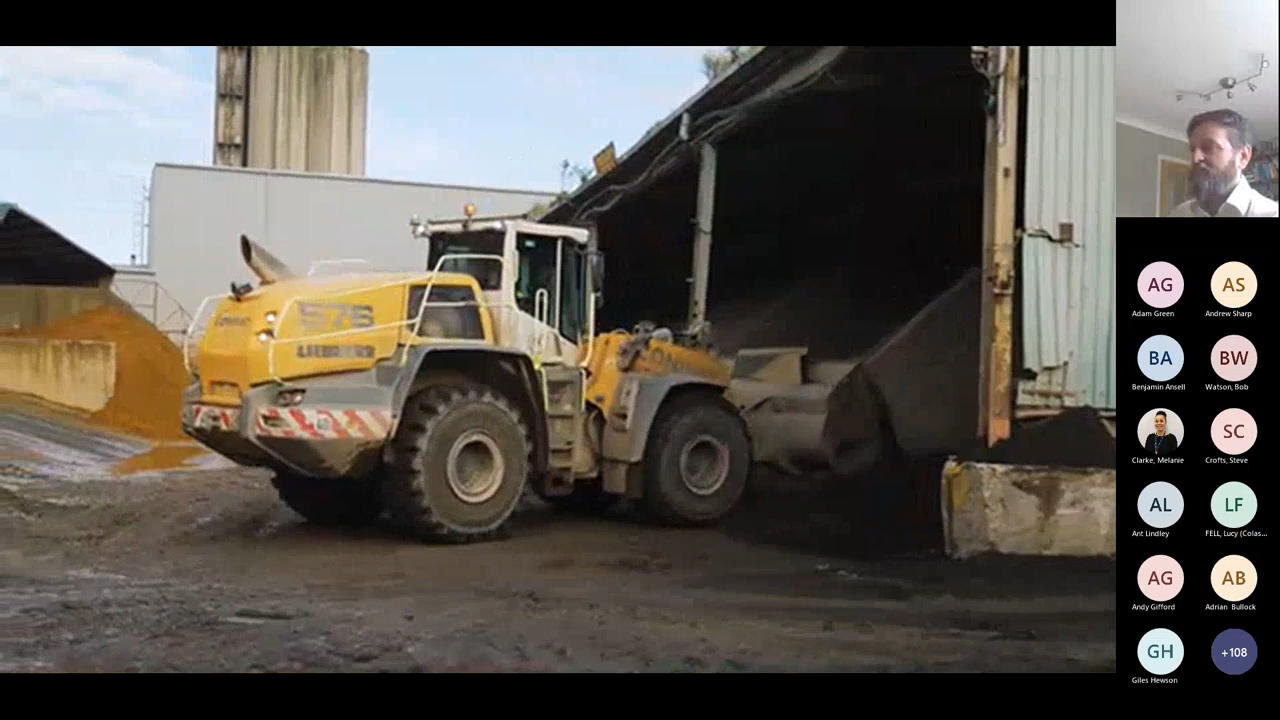 576
LIEBHERR
AG
Adam Green
AS
Andrew Sharp
BA
Benjamin Ansell
BW
Watson, Bob
Clarke, Melanie
SC
Crofts, Steve
AL
Ant Lindley
LF
FELL, Lucy (Colas...
AG
Andy Gifford
AB
Adrian Bullock
GH
Giles Hewson
+108